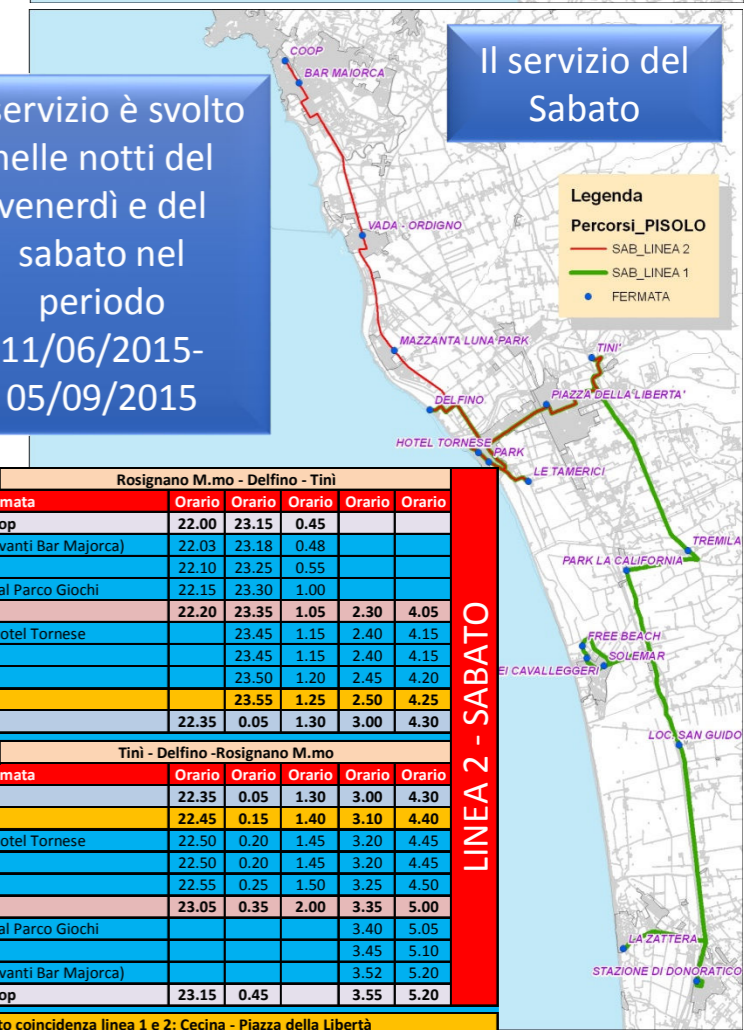 COOP
BAR MAIORCA
Il servizio del
Sabato
servizio è svolto
nelle notti del
venerdì e del
sabato nel
periodo
11/06/2015-
05/09/2015
Legenda
Percorsi_PISOLO
SAB_LINEA 2
SAB_LINEA 1
FERMATA
VADA - ORDIGNO
MAZZANTA LUNA PARK
TINI'
DELFINO
PIAZZA DELLA LIBERTA'
HOTEL TORNESE
PARK
LE TAMERICI
TREMILA
PARK LA CALIFORNIA
FREE BEACH
SOLEMAR
EI CAVALLEGGERI
LOC. SAN GUIDO
LA ZATTERA
STAZIONE DI DONORATICO
Rosignano M.mo - Delfino - Tinì
mata Orario Orario Orario Orario Orario
op 22.00 23.15 0.45
vanti Bar Majorca) 22.03 23.18 0.48
22.10 23.25 0.55
al Parco Giochi 22.15 23.30 1.00
22.20 23.35 1.05 2.30 4.05
otel Tornese 23.45 1.15 2.40 4.15
23.45 1.15 2.40 4.15
23.50 1.20 2.45 4.20
23.55 1.25 2.50 4.25
22.35 0.05 1.30 3.00 4.30
Tinì - Delfino -Rosignano M.mo
mata Orario Orario Orario Orario Orario
22.35 0.05 1.30 3.00 4.30
22.45 0.15 1.40 3.10 4.40
otel Tornese 22.50 0.20 1.45 3.20 4.45
22.50 0.20 1.45 3.20 4.45
22.55 0.25 1.50 3.25 4.50
23.05 0.35 2.00 3.35 5.00
al Parco Giochi 3.40 5.05
3.45 5.10
vanti Bar Majorca) 3.52 5.20
op 23.15 0.45 3.55 5.20
to coincidenza linea 1 e 2: Cecina - Piazza della Libertà
LINEA 2 - SABATO